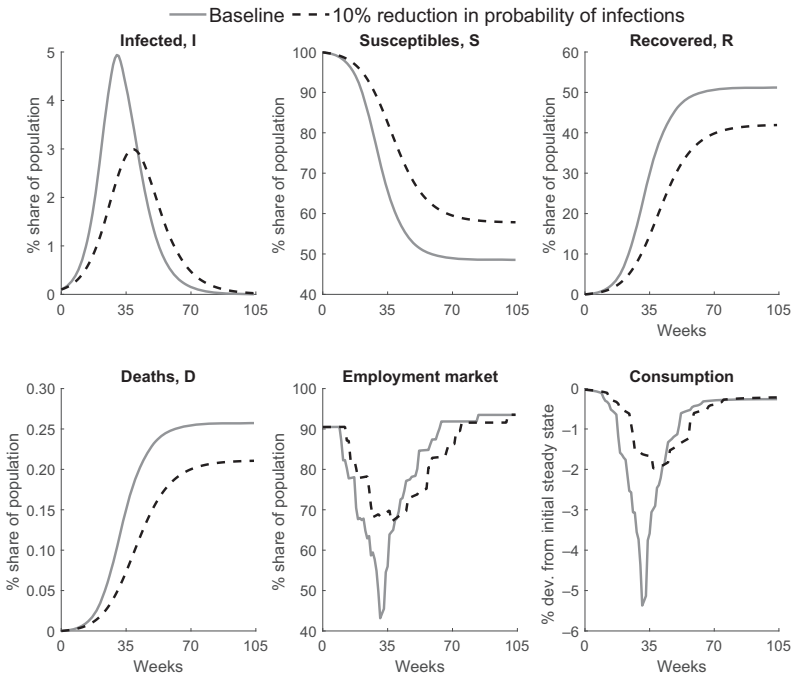 Baseline 10% reduction in probability of infections
Infected, I
Susceptibles, S
Recovered, R
% share of population
5
4
3
2
1
0
0 35 70 105
% share of population
100
90
80
70
60
50
40
0 35 70 105
% share of population
60
50
40
30
20
10
0
0 35 70 105
Weeks
Deaths, D
Employment market
Consumption
% share of population
0.30
0.25
0.20
0.15
0.10
0.05
0
0 35 70 105
Weeks
% share of population
100
90
80
70
60
50
40
0 35 70 105
Weeks
% dev. from initial steady state
0
−1
−2
−3
−4
−5
−6
0 35 70 105
Weeks